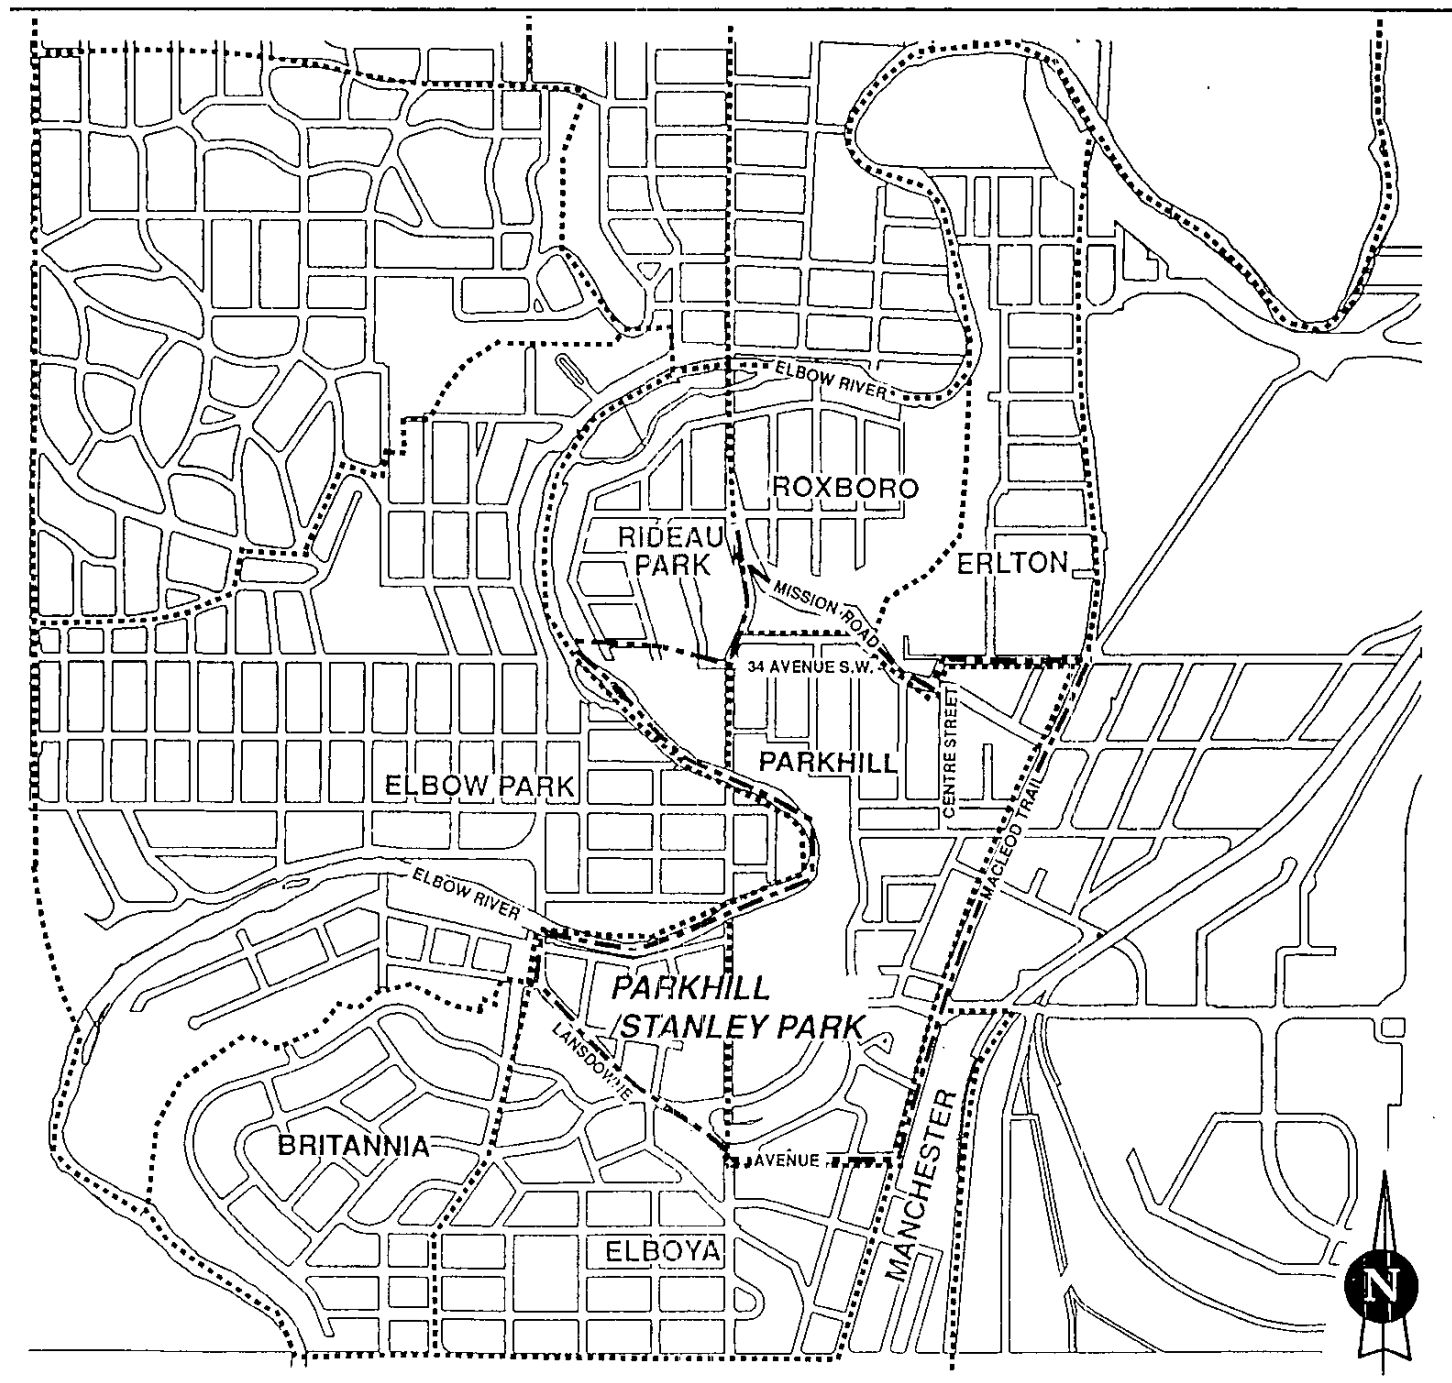 ELBOW RIVER
ROXBORO
RIDEAU
PARK
ERLTON
MISSION ROAD
34 AVENUE S.W.
CENTRE STREET
PARKHILL
ELBOW PARK
MACLEOD TRAIL
ELBOW RIVER
PARKHILL
/STANLEY PARK
LANSDOWNE
BRITANNIA
AVENUE
MANCHESTER
ELBOYA
N